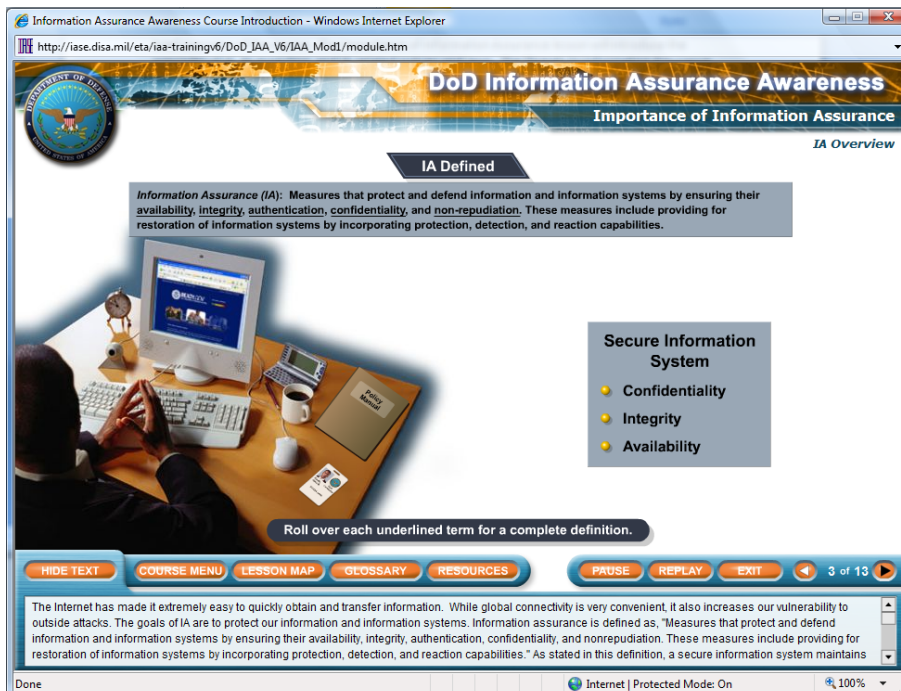 Information Assurance Awareness Course Introduction - Windows Internet Explorer
http://iase.disa.mil/eta/iaa-trainingv6/DoD_IAA_V6/IAA_Mod1/module.htm
DEPARTMENT OF DEFENSE
UNITED STATES OF AMERICA
DoD Information Assurance Awareness
Importance of Information Assurance
IA Overview
IA Defined
Information Assurance (IA): Measures that protect and defend information and information systems by ensuring their
availability, integrity, authentication, confidentiality, and non-repudiation. These measures include providing for
restoration of information systems by incorporating protection, detection, and reaction capabilities.
Policy
Manual
Secure Information
System
Confidentiality
Integrity
Availability
Roll over each underlined term for a complete definition.
HIDE TEXT COURSE MENU LESSON MAP GLOSSARY RESOURCES PAUSE REPLAY EXIT 3 of 13
The Internet has made it extremely easy to quickly obtain and transfer information. While global connectivity is very convenient, it also increases our vulnerability to
outside attacks. The goals of IA are to protect our information and information systems. Information assurance is defined as, "Measures that protect and defend
information and information systems by ensuring their availability, integrity, authentication, confidentiality, and nonrepudiation. These measures include providing for
restoration of information systems by incorporating protection, detection, and reaction capabilities." As stated in this definition, a secure information system maintains
Done Internet | Protected Mode: On 100%